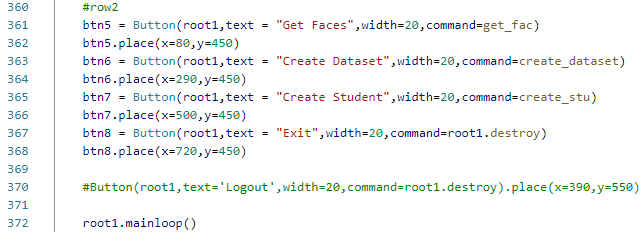 360 #row2
361 btn5 = Button(root1,text = "Get Faces",width=20,command=get_fac)
362 btn5.place(x=80,y=450)
363 btn6 = Button(root1,text = "Create Dataset",width=20,command=create_dataset)
364 btn6.place(x=290,y=450)
365 btn7 = Button(root1,text = "Create Student",width=20,command=create_stu)
366 btn7.place(x=500,y=450)
367 btn8 = Button(root1,text = "Exit",width=20,command=root1.destroy)
368 btn8.place(x=720,y=450)
369
370 #Button(root1,text='Logout',width=20,command=root1.destroy).place(x=390,y=550)
371
372 root1.mainloop()